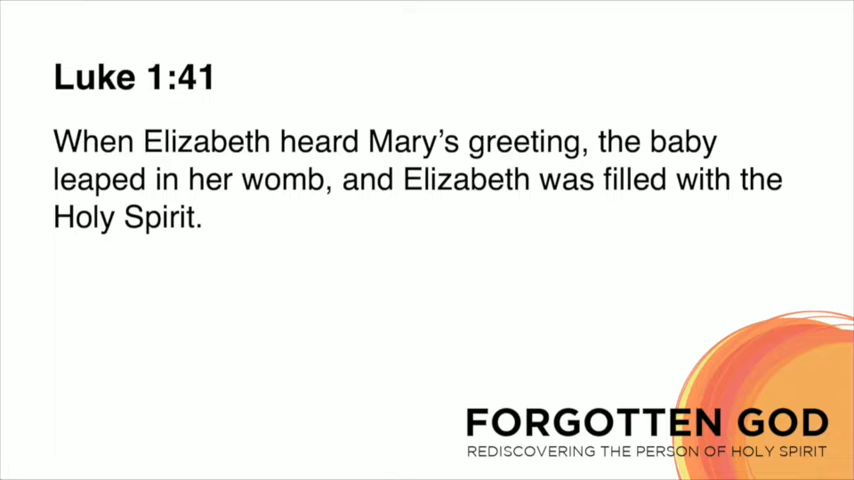 Luke 1:41
When Elizabeth heard Mary’s greeting, the baby
leaped in her womb, and Elizabeth was filled with the
Holy Spirit.
FORGOTTEN GOD
REDISCOVERING THE PERSON OF HOLY SPIRIT